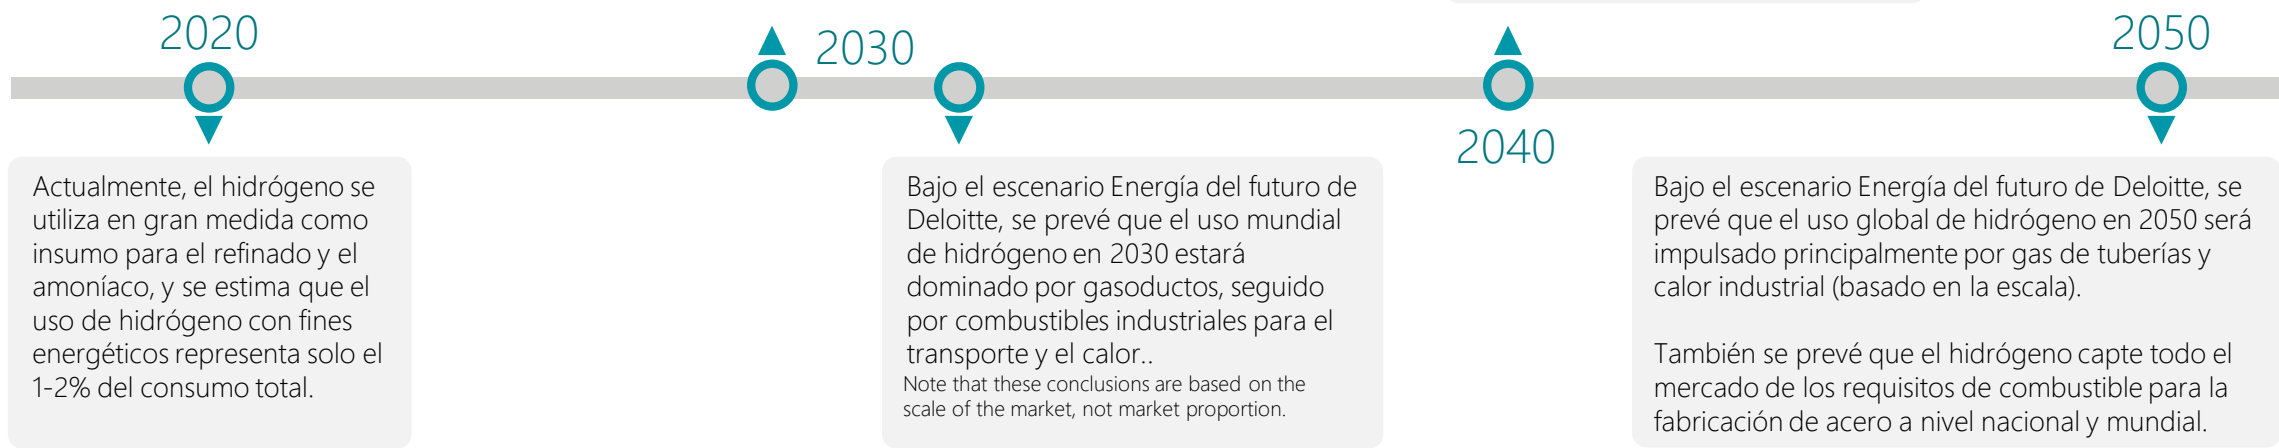 2020
2030
2040
2050
Actualmente, el hidrógeno se
utiliza en gran medida como
insumo para el refinado y el
amoníaco, y se estima que el
uso de hidrógeno con fines
energéticos representa solo el
1-2% del consumo total.
Bajo el escenario Energía del futuro de
Deloitte, se prevé que el uso mundial
de hidrógeno en 2030 estará
dominado por gasoductos, seguido
por combustibles industriales para el
transporte y el calor..
Note that these conclusions are based on the
scale of the market, not market proportion.
Bajo el escenario Energía del futuro de Deloitte, se
prevé que el uso global de hidrógeno en 2050 será
impulsado principalmente por gas de tuberías y
calor industrial (basado en la escala).
También se prevé que el hidrógeno capte todo el
mercado de los requisitos de combustible para la
fabricación de acero a nivel nacional y mundial.